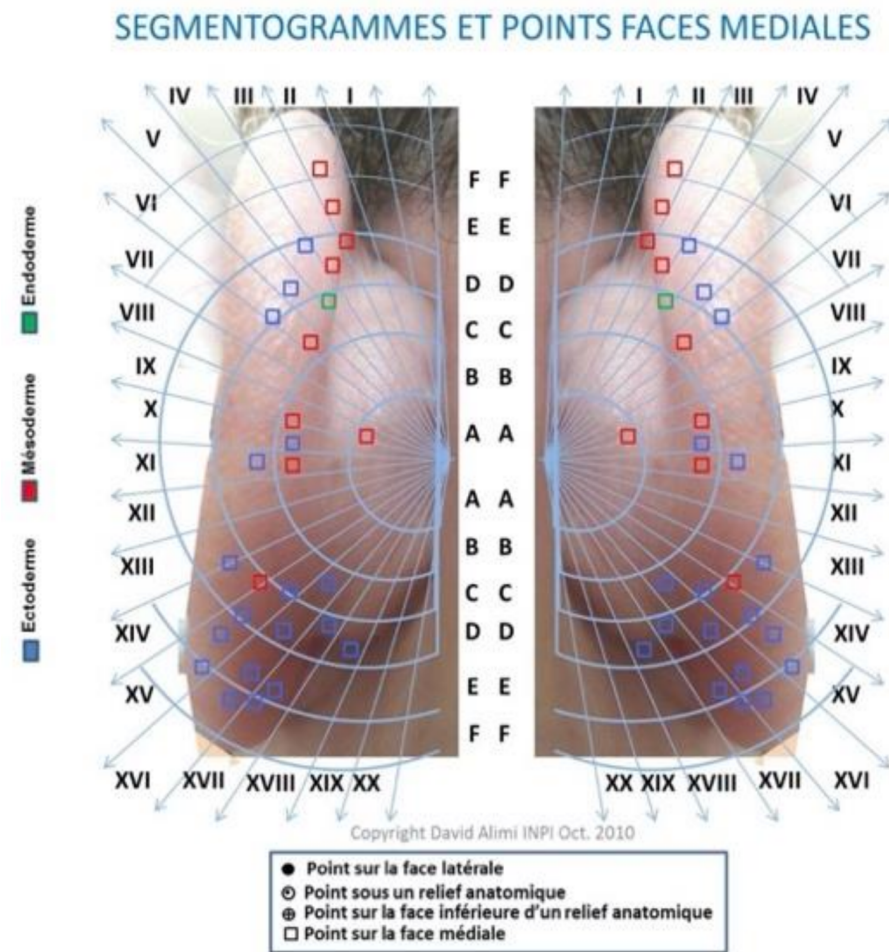 SEGMENTOGRAMMES ET POINTS FACES MEDIALES
IV III II I I II III IV
V V
F F
VI VI
E E
VII VII
D D
VIII VIII
C C
IX IX
B B
X X
A A
XI XI
A A
XII XII
B B
XIII XIII
C C
XIV D D XIV
XV E E XV
F F
XVI XVII XVIII XIX XX XX XIX XVIII XVII XVI
Endoderme
Mésoderme
Ectoderme
Copyright David Alimi INPI Oct. 2010
Point sur la face latérale
Point sous un relief anatomique
Point sur la face inférieure d'un relief anatomique
Point sur la face médiale